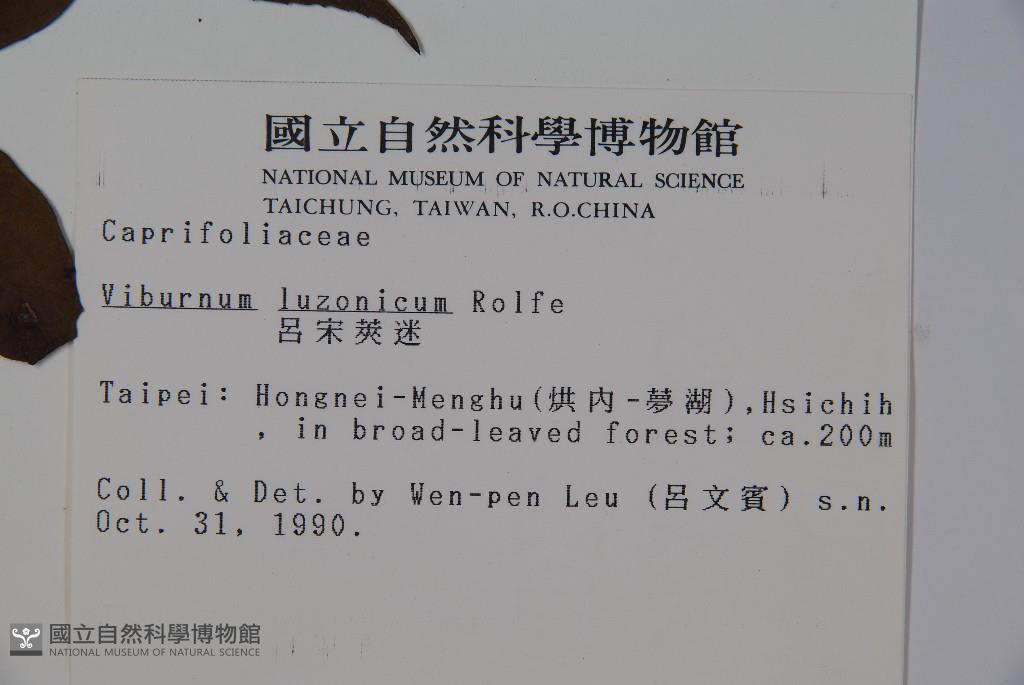 國立自然科學博物館
NATIONAL MUSEUM OF NATURAL SCIENCE
TAICHUNG, TAIWAN, R.O.CHINA
Caprifoliaceae
Viburnum luzonicum Rolfe
呂宋莢迷
Taipei: Hongnei-Menghu(烘內-夢湖),Hsichih
, in broad-leaved forest; ca.200m
Coll. & Det. by Wen-pen Leu (呂文賓) s.n.
Oct. 31, 1990.
國立自然科學博物館
NATIONAL MUSEUM OF NATURAL SCIENCE